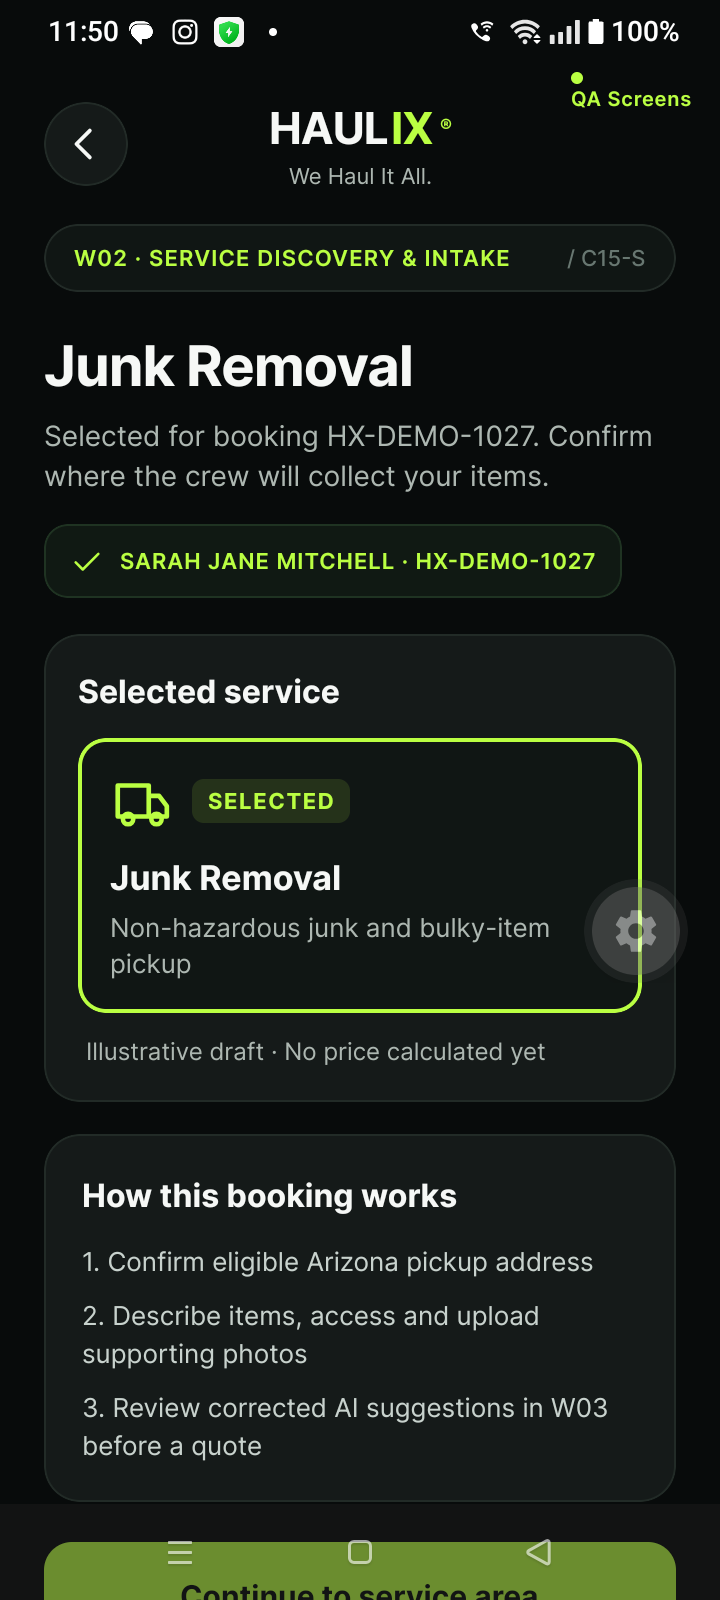 11:50
100%
QA Screens
HAULIX ®
We Haul It All.
W02 · SERVICE DISCOVERY & INTAKE / C15-S
Junk Removal
Selected for booking HX-DEMO-1027. Confirm
where the crew will collect your items.
SARAH JANE MITCHELL · HX-DEMO-1027
Selected service
SELECTED
Junk Removal
Non-hazardous junk and bulky-item
pickup
Illustrative draft · No price calculated yet
How this booking works
1. Confirm eligible Arizona pickup address
2. Describe items, access and upload
supporting photos
3. Review corrected AI suggestions in W03
before a quote
Continue to service area